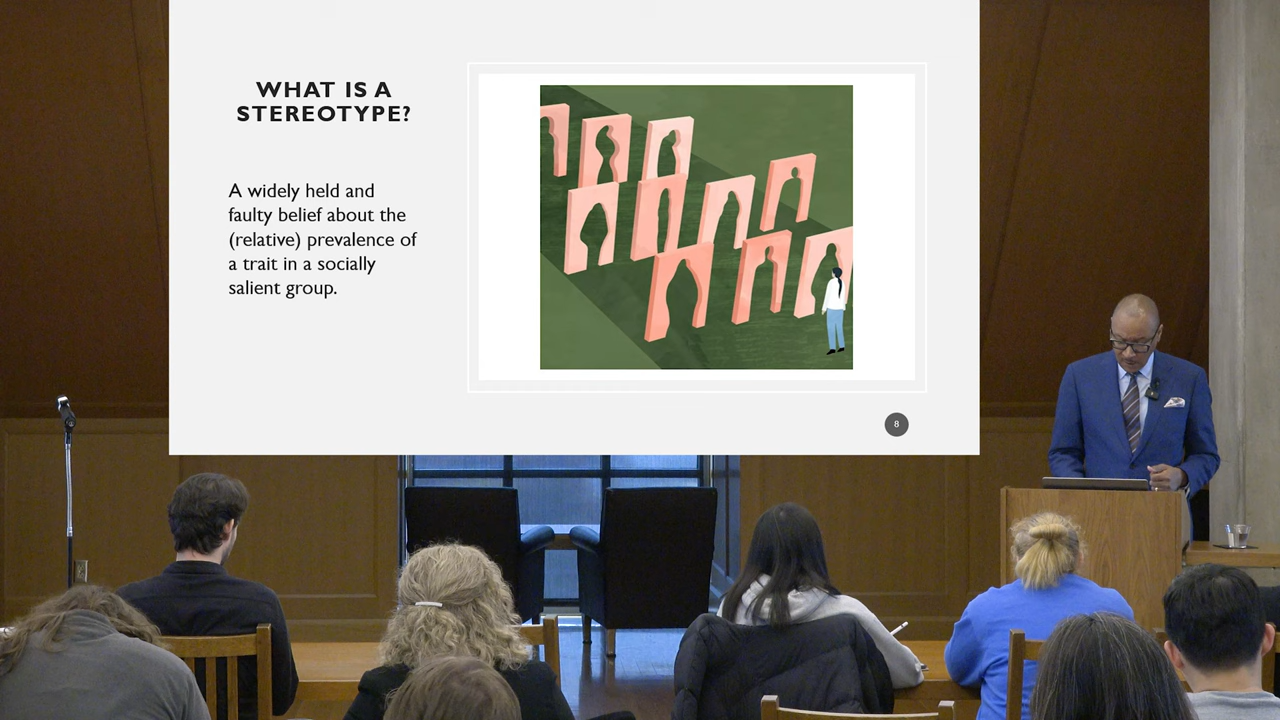 WHAT IS A
STEREOTYPE?
A widely held and
faulty belief about the
(relative) prevalence of
a trait in a socially
salient group.
8